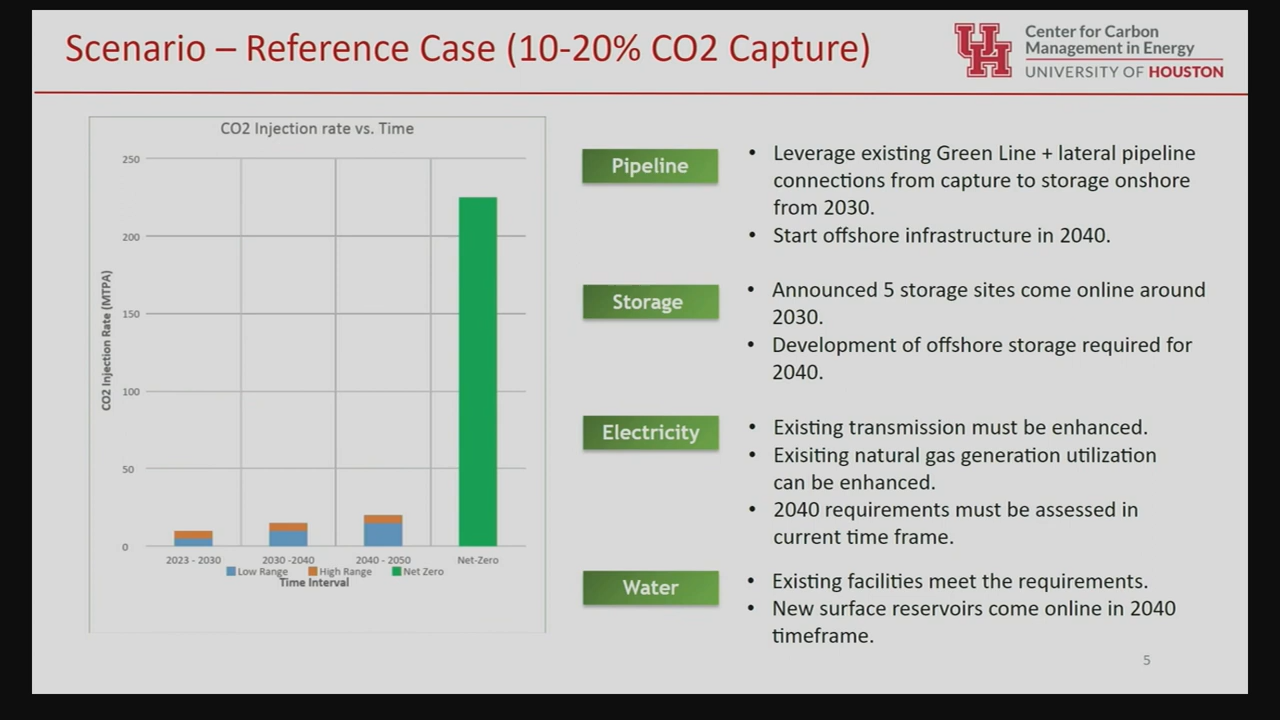 Scenario – Reference Case (10-20% CO2 Capture)
UH
Center for Carbon
Management in Energy
UNIVERSITY OF HOUSTON
CO2 Injection rate vs. Time
250
200
150
100
50
0
CO2 Injection Rate (MTPA)
2023 - 2030
2030 -2040
2040 - 2050
Net-Zero
Low Range
High Range
Net Zero
Time Interval
Pipeline
• Leverage existing Green Line + lateral pipeline
connections from capture to storage onshore
from 2030.
• Start offshore infrastructure in 2040.
Storage
• Announced 5 storage sites come online around
2030.
• Development of offshore storage required for
2040.
Electricity
• Existing transmission must be enhanced.
• Exisiting natural gas generation utilization
can be enhanced.
• 2040 requirements must be assessed in
current time frame.
Water
• Existing facilities meet the requirements.
• New surface reservoirs come online in 2040
timeframe.
5